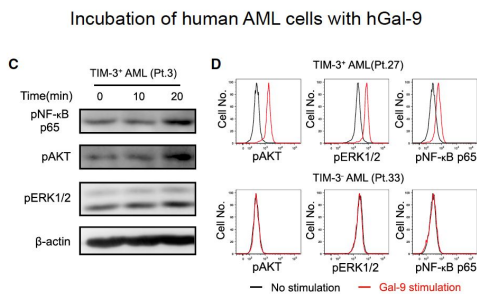 Incubation of human AML cells with hGal-9
C
TIM-3⁺ AML (Pt.3)
Time(min) 0 10 20
pNF-κB
p65
pAKT
pERK1/2
β-actin
D
TIM-3⁺ AML(Pt.27)
Cell No. Cell No. Cell No.
pAKT pERK1/2 pNF-κB p65
TIM-3⁻ AML (Pt.33)
Cell No. Cell No. Cell No.
pAKT pERK1/2 pNF-κB p65
No stimulation Gal-9 stimulation